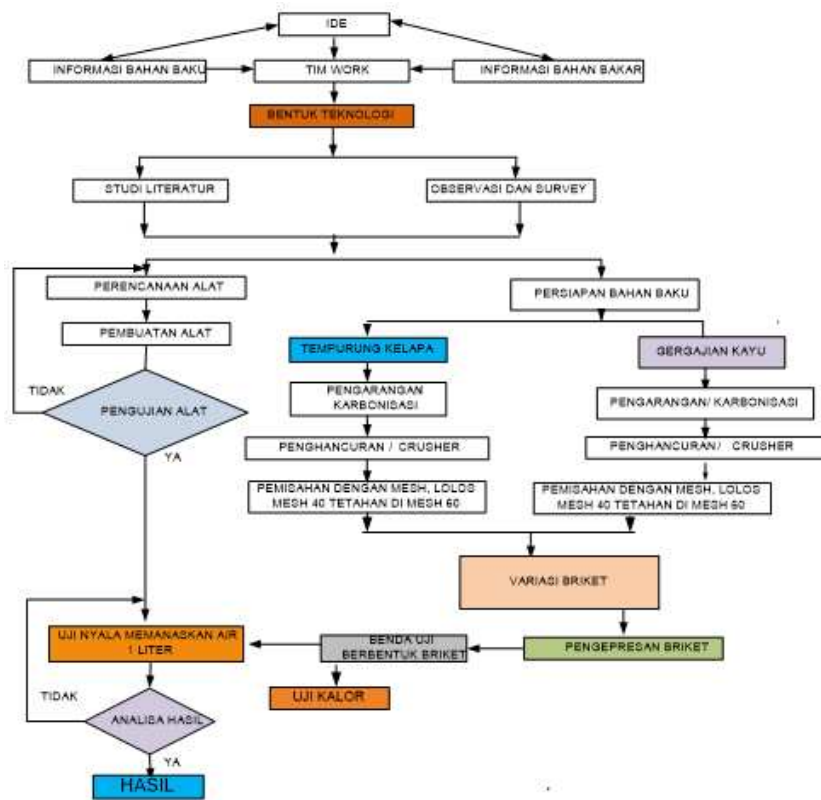 IDE
INFORMASI BAHAN BAKU
TIM WORK
INFORMASI BAHAN BAKAR
BENTUK TEKNOLOGI
STUDI LITERATUR
OBSERVASI DAN SURVEY
PERENCANAAN ALAT
PERSIAPAN BAHAN BAKU
PEMBUATAN ALAT
TEMPURUNG KELAPA
GERGAJIAN KAYU
TIDAK
PENGUJIAN ALAT
PENGARANGAN
KARBONISASI
PENGARANGAN/ KARBONISASI
YA
PENGHANCURAN / CRUSHER
PENGHANCURAN / CRUSHER
PEMISAHAN DENGAN MESH, LOLOS
MESH 40 TETAHAN DI MESH 60
PEMISAHAN DENGAN MESH, LOLOS
MESH 40 TETAHAN DI MESH 60
VARIASI BRIKET
UJI NYALA MEMANASKAN AIR
1 LITER
BENDA UJI
BERBENTUK BRIKET
PENGEPRESAN BRIKET
UJI KALOR
TIDAK
ANALISA HASIL
YA
HASIL